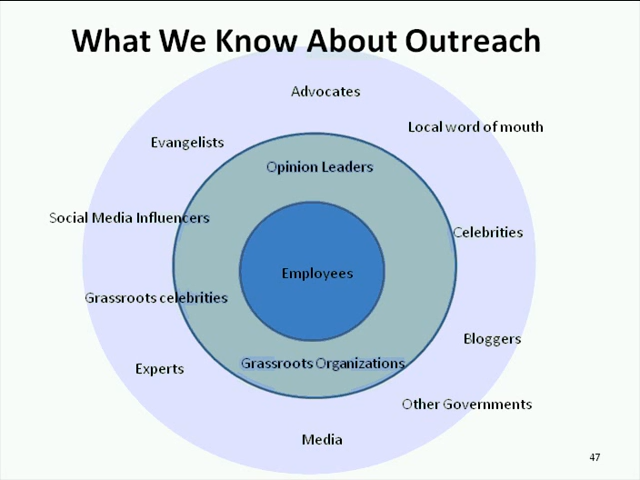 What We Know About Outreach
Advocates
Local word of mouth
Evangelists
Opinion Leaders
Social Media Influencers
Celebrities
Employees
Grassroots celebrities
Bloggers
Grassroots Organizations
Experts
Other Governments
Media
47